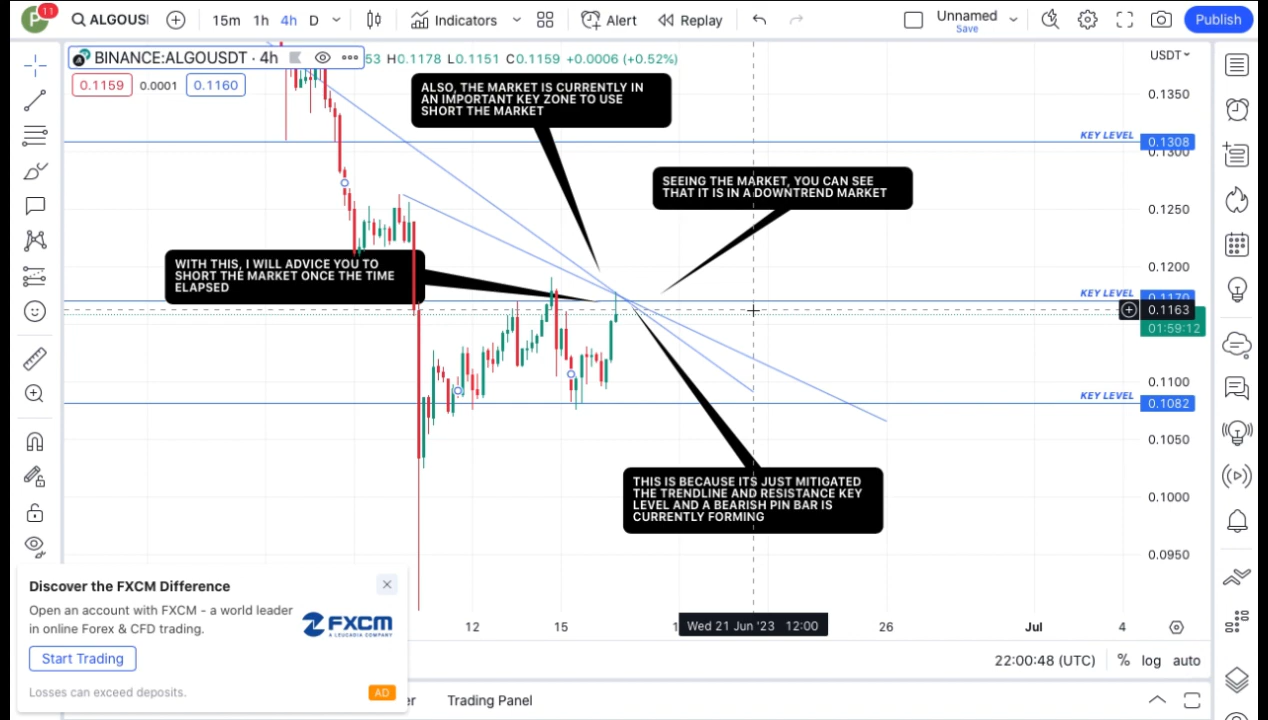 P 11 ALGOUS 15m 1h 4h D Indicators Alert Replay Unnamed Save Publish
BINANCE:ALGOUSDT · 4h 53 H0.1178 L0.1151 C0.1159 +0.0006 (+0.52%)
USDT
0.1159 0.0001 0.1160
ALSO, THE MARKET IS CURRENTLY IN
AN IMPORTANT KEY ZONE TO USE
SHORT THE MARKET
0.1350
KEY LEVEL 0.1308
0.1300
SEEING THE MARKET, YOU CAN SEE
THAT IT IS IN A DOWNTREND MARKET
0.1250
WITH THIS, I WILL ADVICE YOU TO
SHORT THE MARKET ONCE THE TIME
ELAPSED
0.1200
KEY LEVEL 0.1170
0.1163
01:59:12
0.1100
KEY LEVEL 0.1082
0.1050
THIS IS BECAUSE ITS JUST MITIGATED
THE TRENDLINE AND RESISTANCE KEY
LEVEL AND A BEARISH PIN BAR IS
CURRENTLY FORMING
0.1000
0.0950
Discover the FXCM Difference
Open an account with FXCM - a world leader
in online Forex & CFD trading.
FXCM
A LEUCADIA COMPANY
Start Trading
Losses can exceed deposits. AD
12 15 1 Wed 21 Jun '23 12:00 26 Jul 4
22:00:48 (UTC) % log auto
er Trading Panel